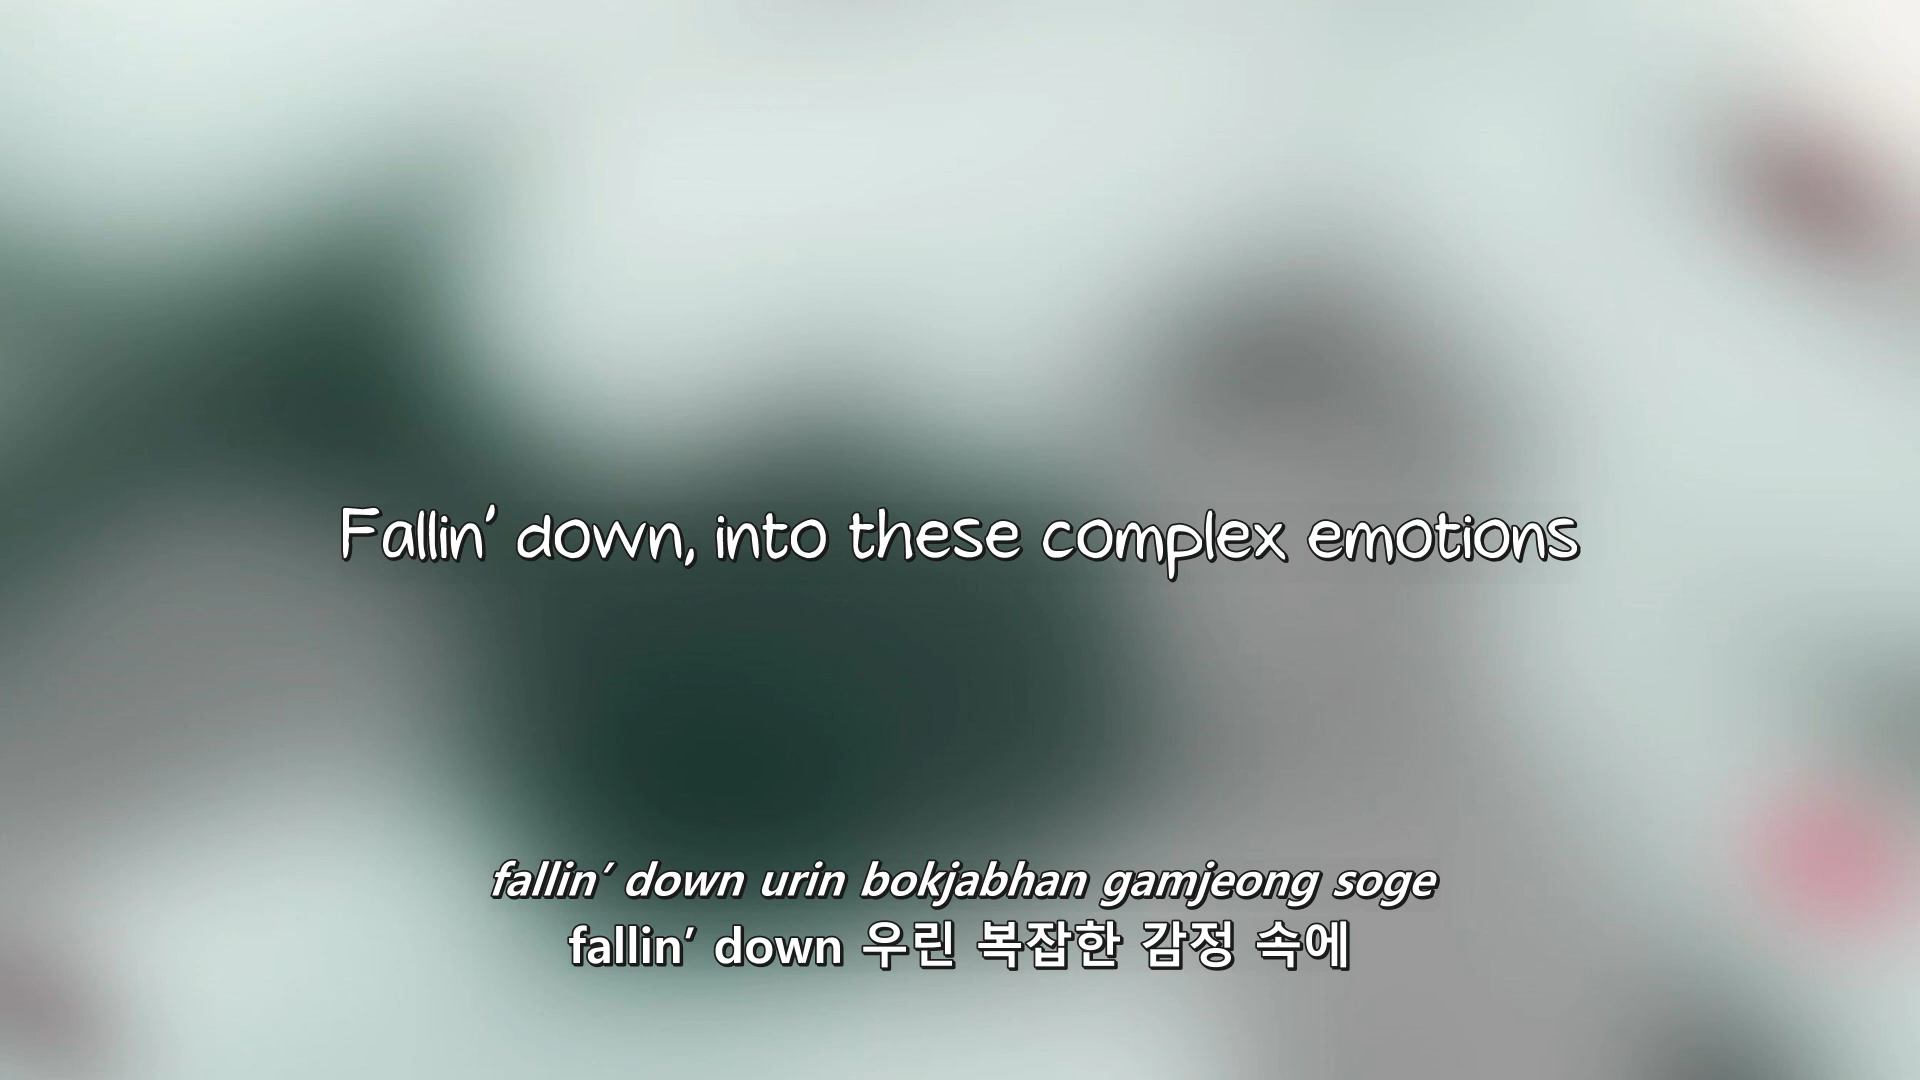 Fallin' down, into these complex emotions
fallin' down urin bokjabhan gamjeong soge
fallin' down 우린 복잡한 감정 속에